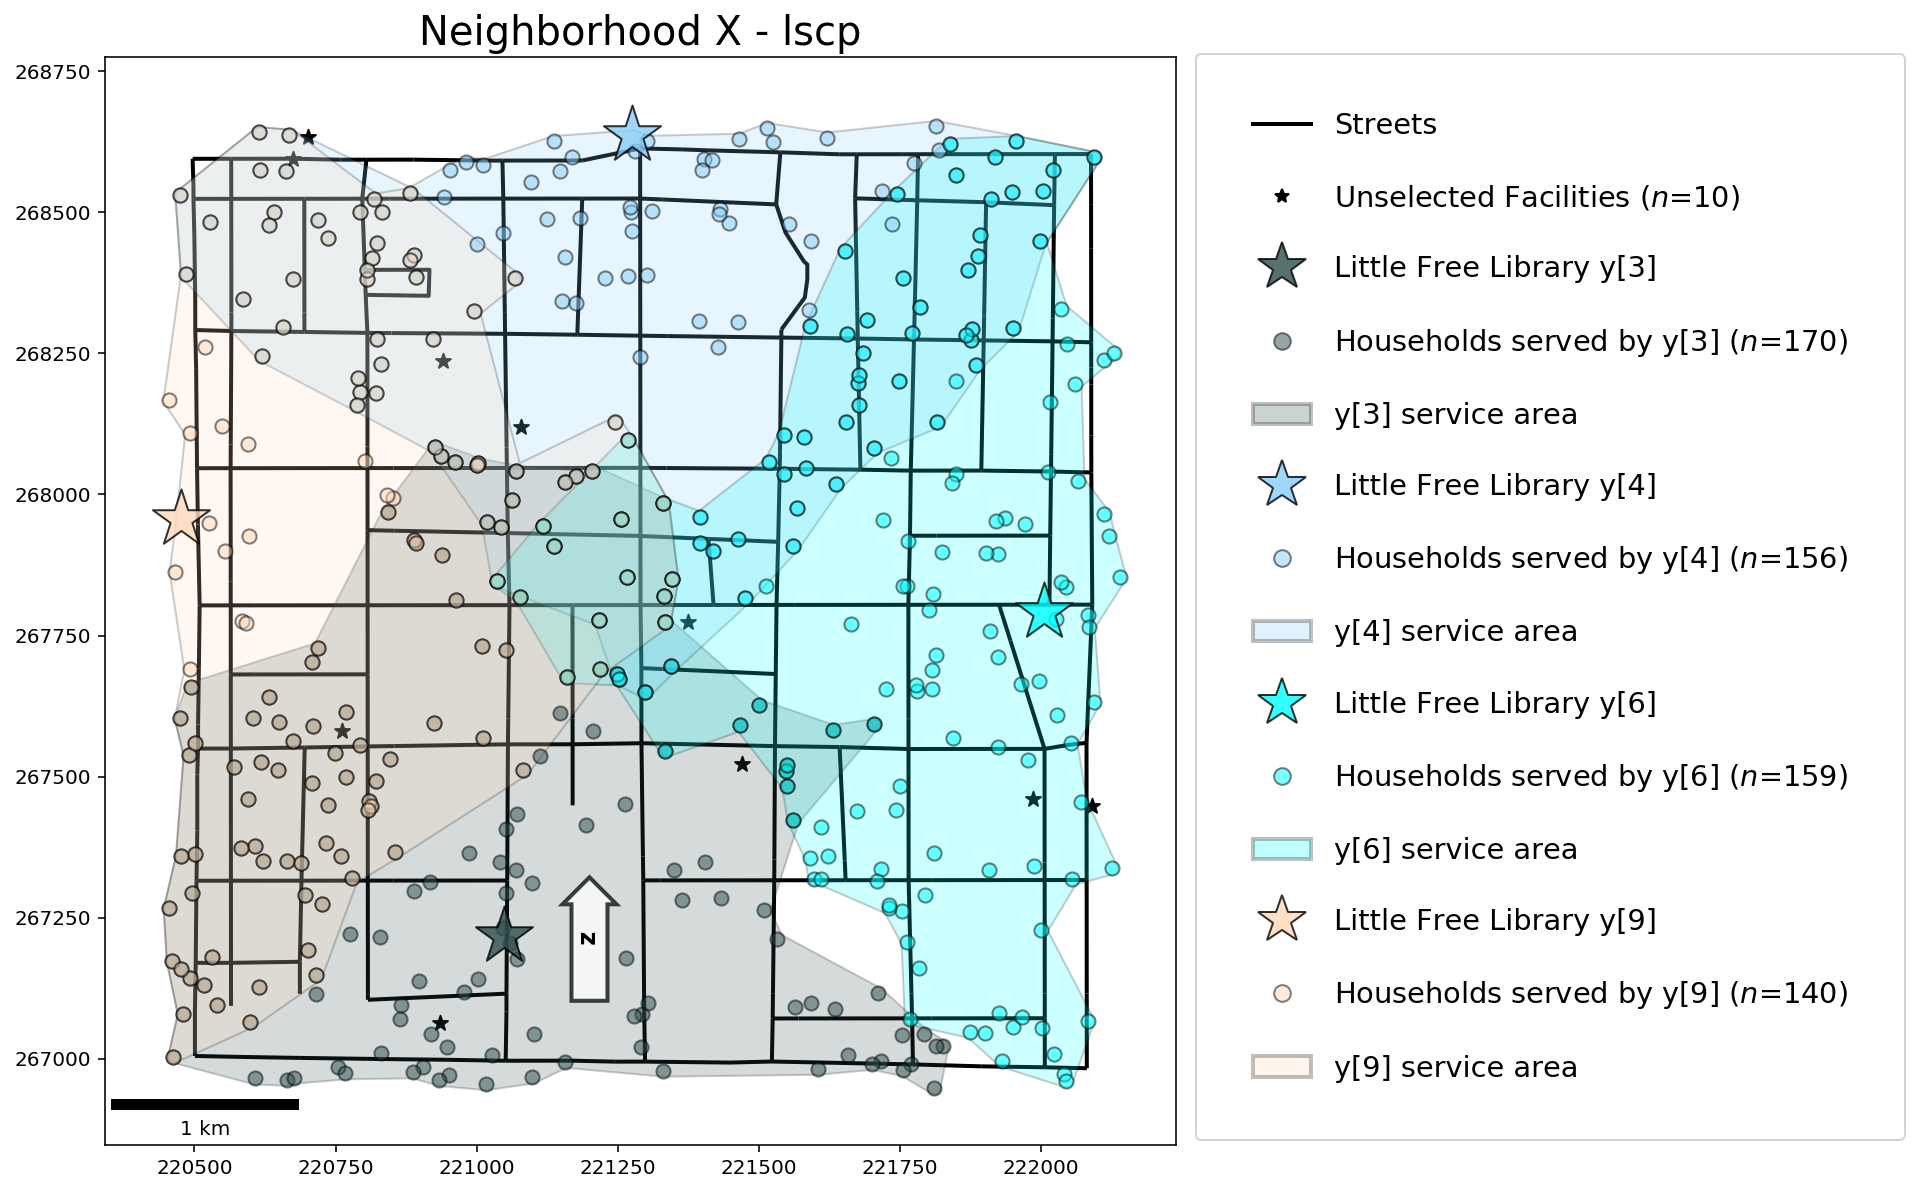 Neighborhood X - lscp
268750
268500
268250
268000
267750
267500
267250
267000
220500 220750 221000 221250 221500 221750 222000
1 km
N
Streets
Unselected Facilities (n=10)
Little Free Library y[3]
Households served by y[3] (n=170)
y[3] service area
Little Free Library y[4]
Households served by y[4] (n=156)
y[4] service area
Little Free Library y[6]
Households served by y[6] (n=159)
y[6] service area
Little Free Library y[9]
Households served by y[9] (n=140)
y[9] service area